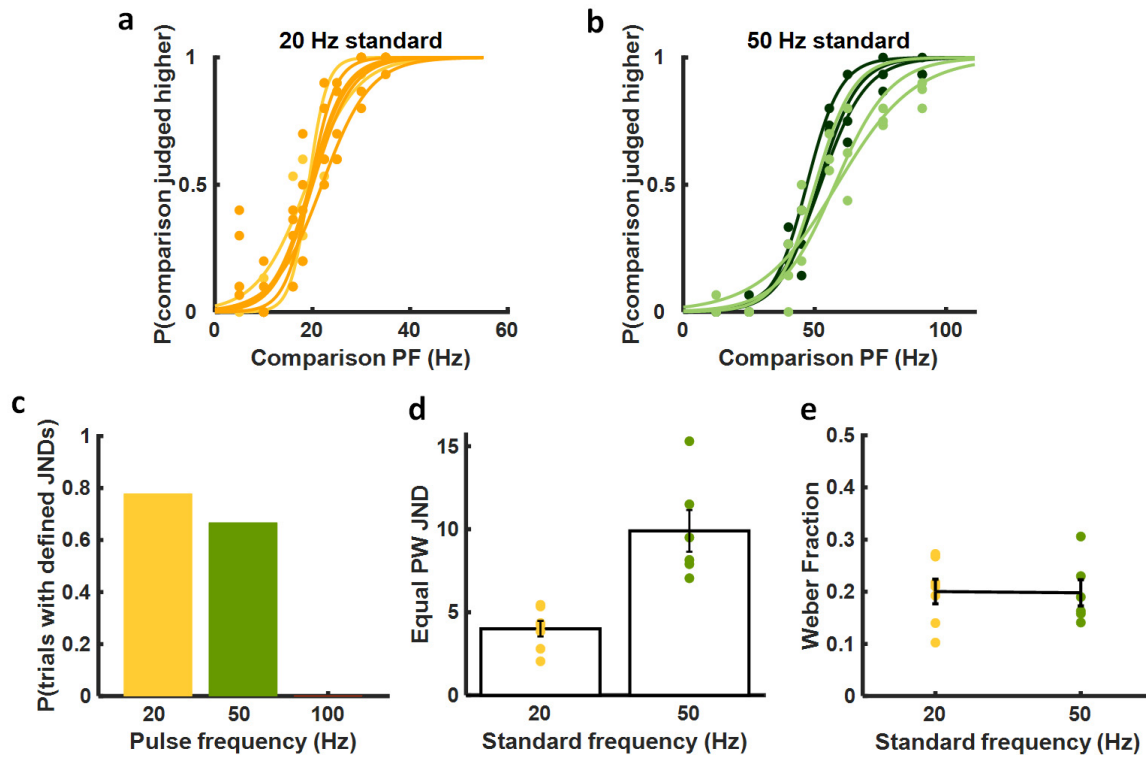 a
20 Hz standard
P(comparison judged higher)
1
0.5
0
0
20
40
60
Comparison PF (Hz)
b
50 Hz standard
P(comparison judged higher)
1
0.5
0
0
50
100
Comparison PF (Hz)
c
P(trials with defined JNDs)
1
0.8
0.6
0.4
0.2
0
20
50
100
Pulse frequency (Hz)
d
Equal PW JND
15
10
5
0
20
50
Standard frequency (Hz)
e
Weber Fraction
0.5
0.4
0.3
0.2
0.1
0
20
50
Standard frequency (Hz)